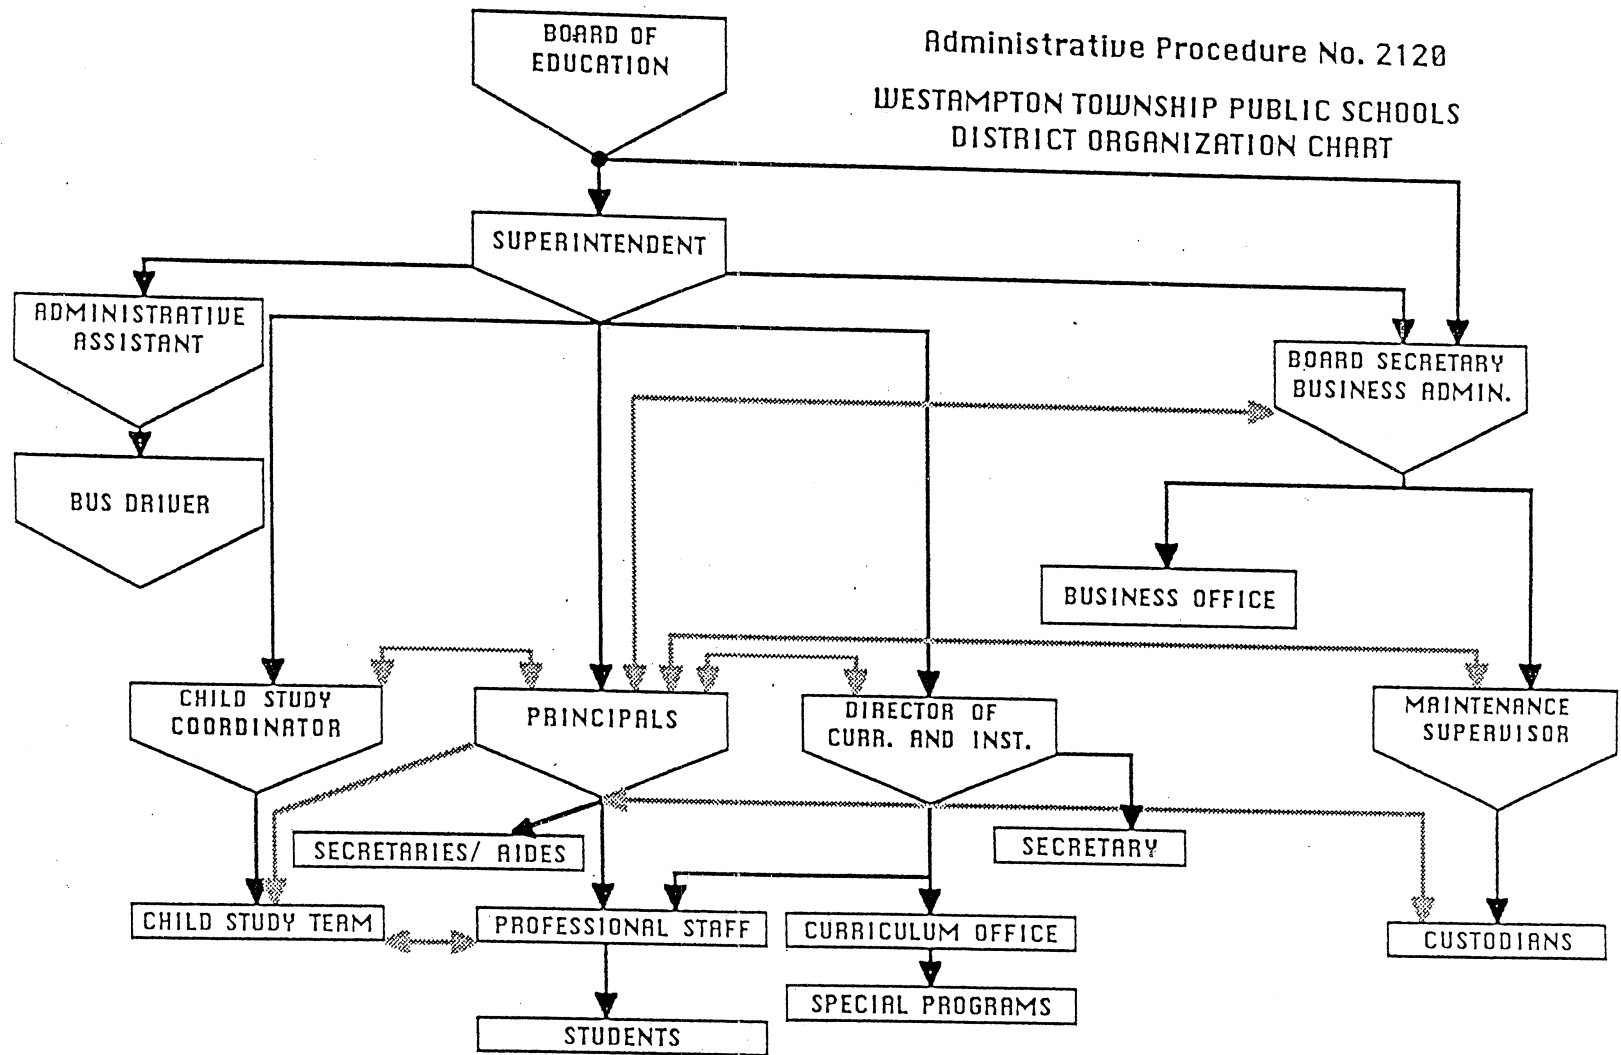 BOARD OF
EDUCATION
Administrative Procedure No. 2120
WESTAMPTON TOWNSHIP PUBLIC SCHOOLS
DISTRICT ORGANIZATION CHART
SUPERINTENDENT
ADMINISTRATIVE
ASSISTANT
BOARD SECRETARY
BUSINESS ADMIN.
BUS DRIVER
BUSINESS OFFICE
CHILD STUDY
COORDINATOR
PRINCIPALS
DIRECTOR OF
CURR. AND INST.
MAINTENANCE
SUPERVISOR
SECRETARIES/ AIDES
SECRETARY
CHILD STUDY TERM
PROFESSIONAL STAFF
CURRICULUM OFFICE
CUSTODIANS
SPECIAL PROGRAMS
STUDENTS